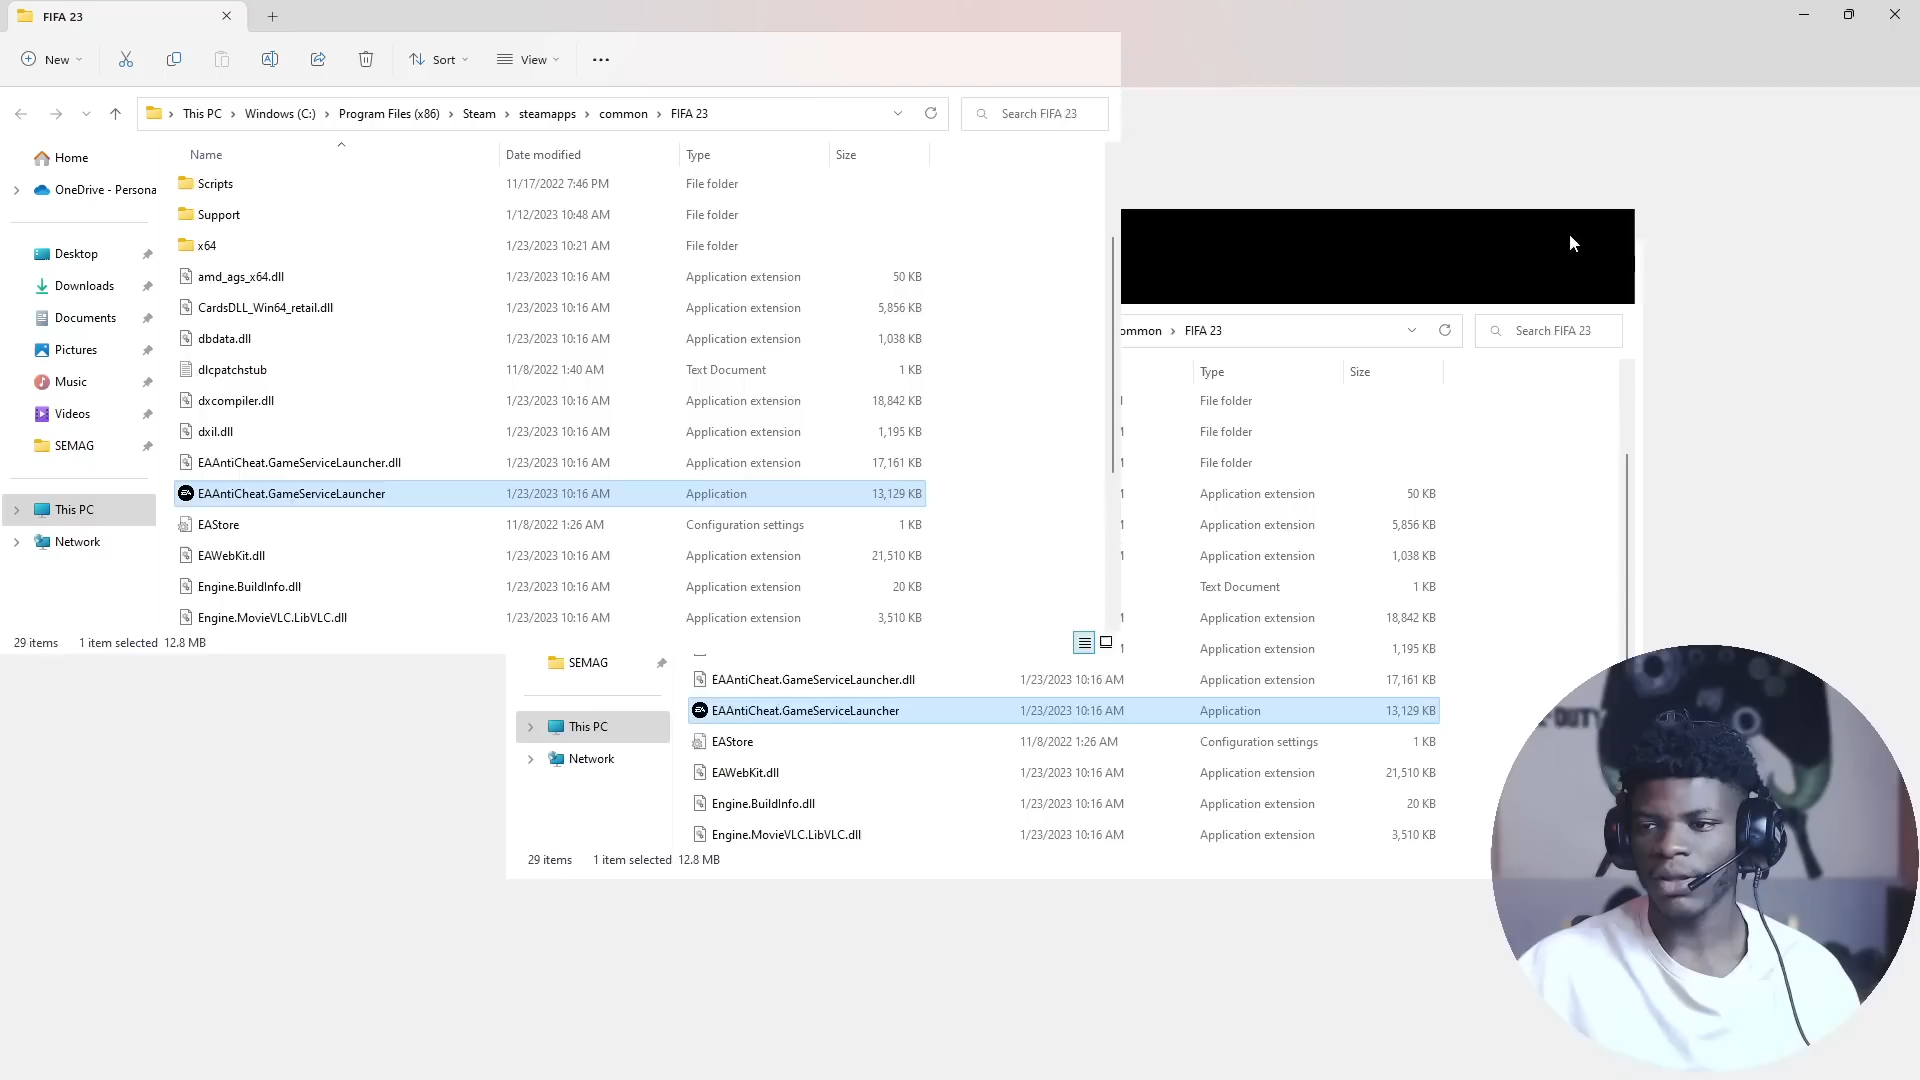 FIFA 23
New
Sort
View
This PC
Windows (C:)
Program Files (x86)
Steam
steamapps
common
FIFA 23
Search FIFA 23
Name
Date modified
Type
Size
Home
OneDrive - Persona
Desktop
Downloads
Documents
Pictures
Music
Videos
SEMAG
This PC
Network
Scripts 11/17/2022 7:46 PM File folder
Support 1/12/2023 10:48 AM File folder
x64 1/23/2023 10:21 AM File folder
amd_ags_x64.dll 1/23/2023 10:16 AM Application extension 50 KB
CardsDLL_Win64_retail.dll 1/23/2023 10:16 AM Application extension 5,856 KB
dbdata.dll 1/23/2023 10:16 AM Application extension 1,038 KB
dlcpatchstub 11/8/2022 1:40 AM Text Document 1 KB
dxcompiler.dll 1/23/2023 10:16 AM Application extension 18,842 KB
dxil.dll 1/23/2023 10:16 AM Application extension 1,195 KB
EAAntiCheat.GameServiceLauncher.dll 1/23/2023 10:16 AM Application extension 17,161 KB
EAAntiCheat.GameServiceLauncher 1/23/2023 10:16 AM Application 13,129 KB
EAStore 11/8/2022 1:26 AM Configuration settings 1 KB
EAWebKit.dll 1/23/2023 10:16 AM Application extension 21,510 KB
Engine.BuildInfo.dll 1/23/2023 10:16 AM Application extension 20 KB
Engine.MovieVLC.LibVLC.dll 1/23/2023 10:16 AM Application extension 3,510 KB
29 items 1 item selected 12.8 MB
ommon FIFA 23
Search FIFA 23
Type Size
File folder
File folder
File folder
Application extension 50 KB
Application extension 5,856 KB
Application extension 1,038 KB
Text Document 1 KB
Application extension 18,842 KB
Application extension 1,195 KB
SEMAG
This PC
Network
EAAntiCheat.GameServiceLauncher.dll 1/23/2023 10:16 AM Application extension 17,161 KB
EAAntiCheat.GameServiceLauncher 1/23/2023 10:16 AM Application 13,129 KB
EAStore 11/8/2022 1:26 AM Configuration settings 1 KB
EAWebKit.dll 1/23/2023 10:16 AM Application extension 21,510 KB
Engine.BuildInfo.dll 1/23/2023 10:16 AM Application extension 20 KB
Engine.MovieVLC.LibVLC.dll 1/23/2023 10:16 AM Application extension 3,510 KB
29 items 1 item selected 12.8 MB